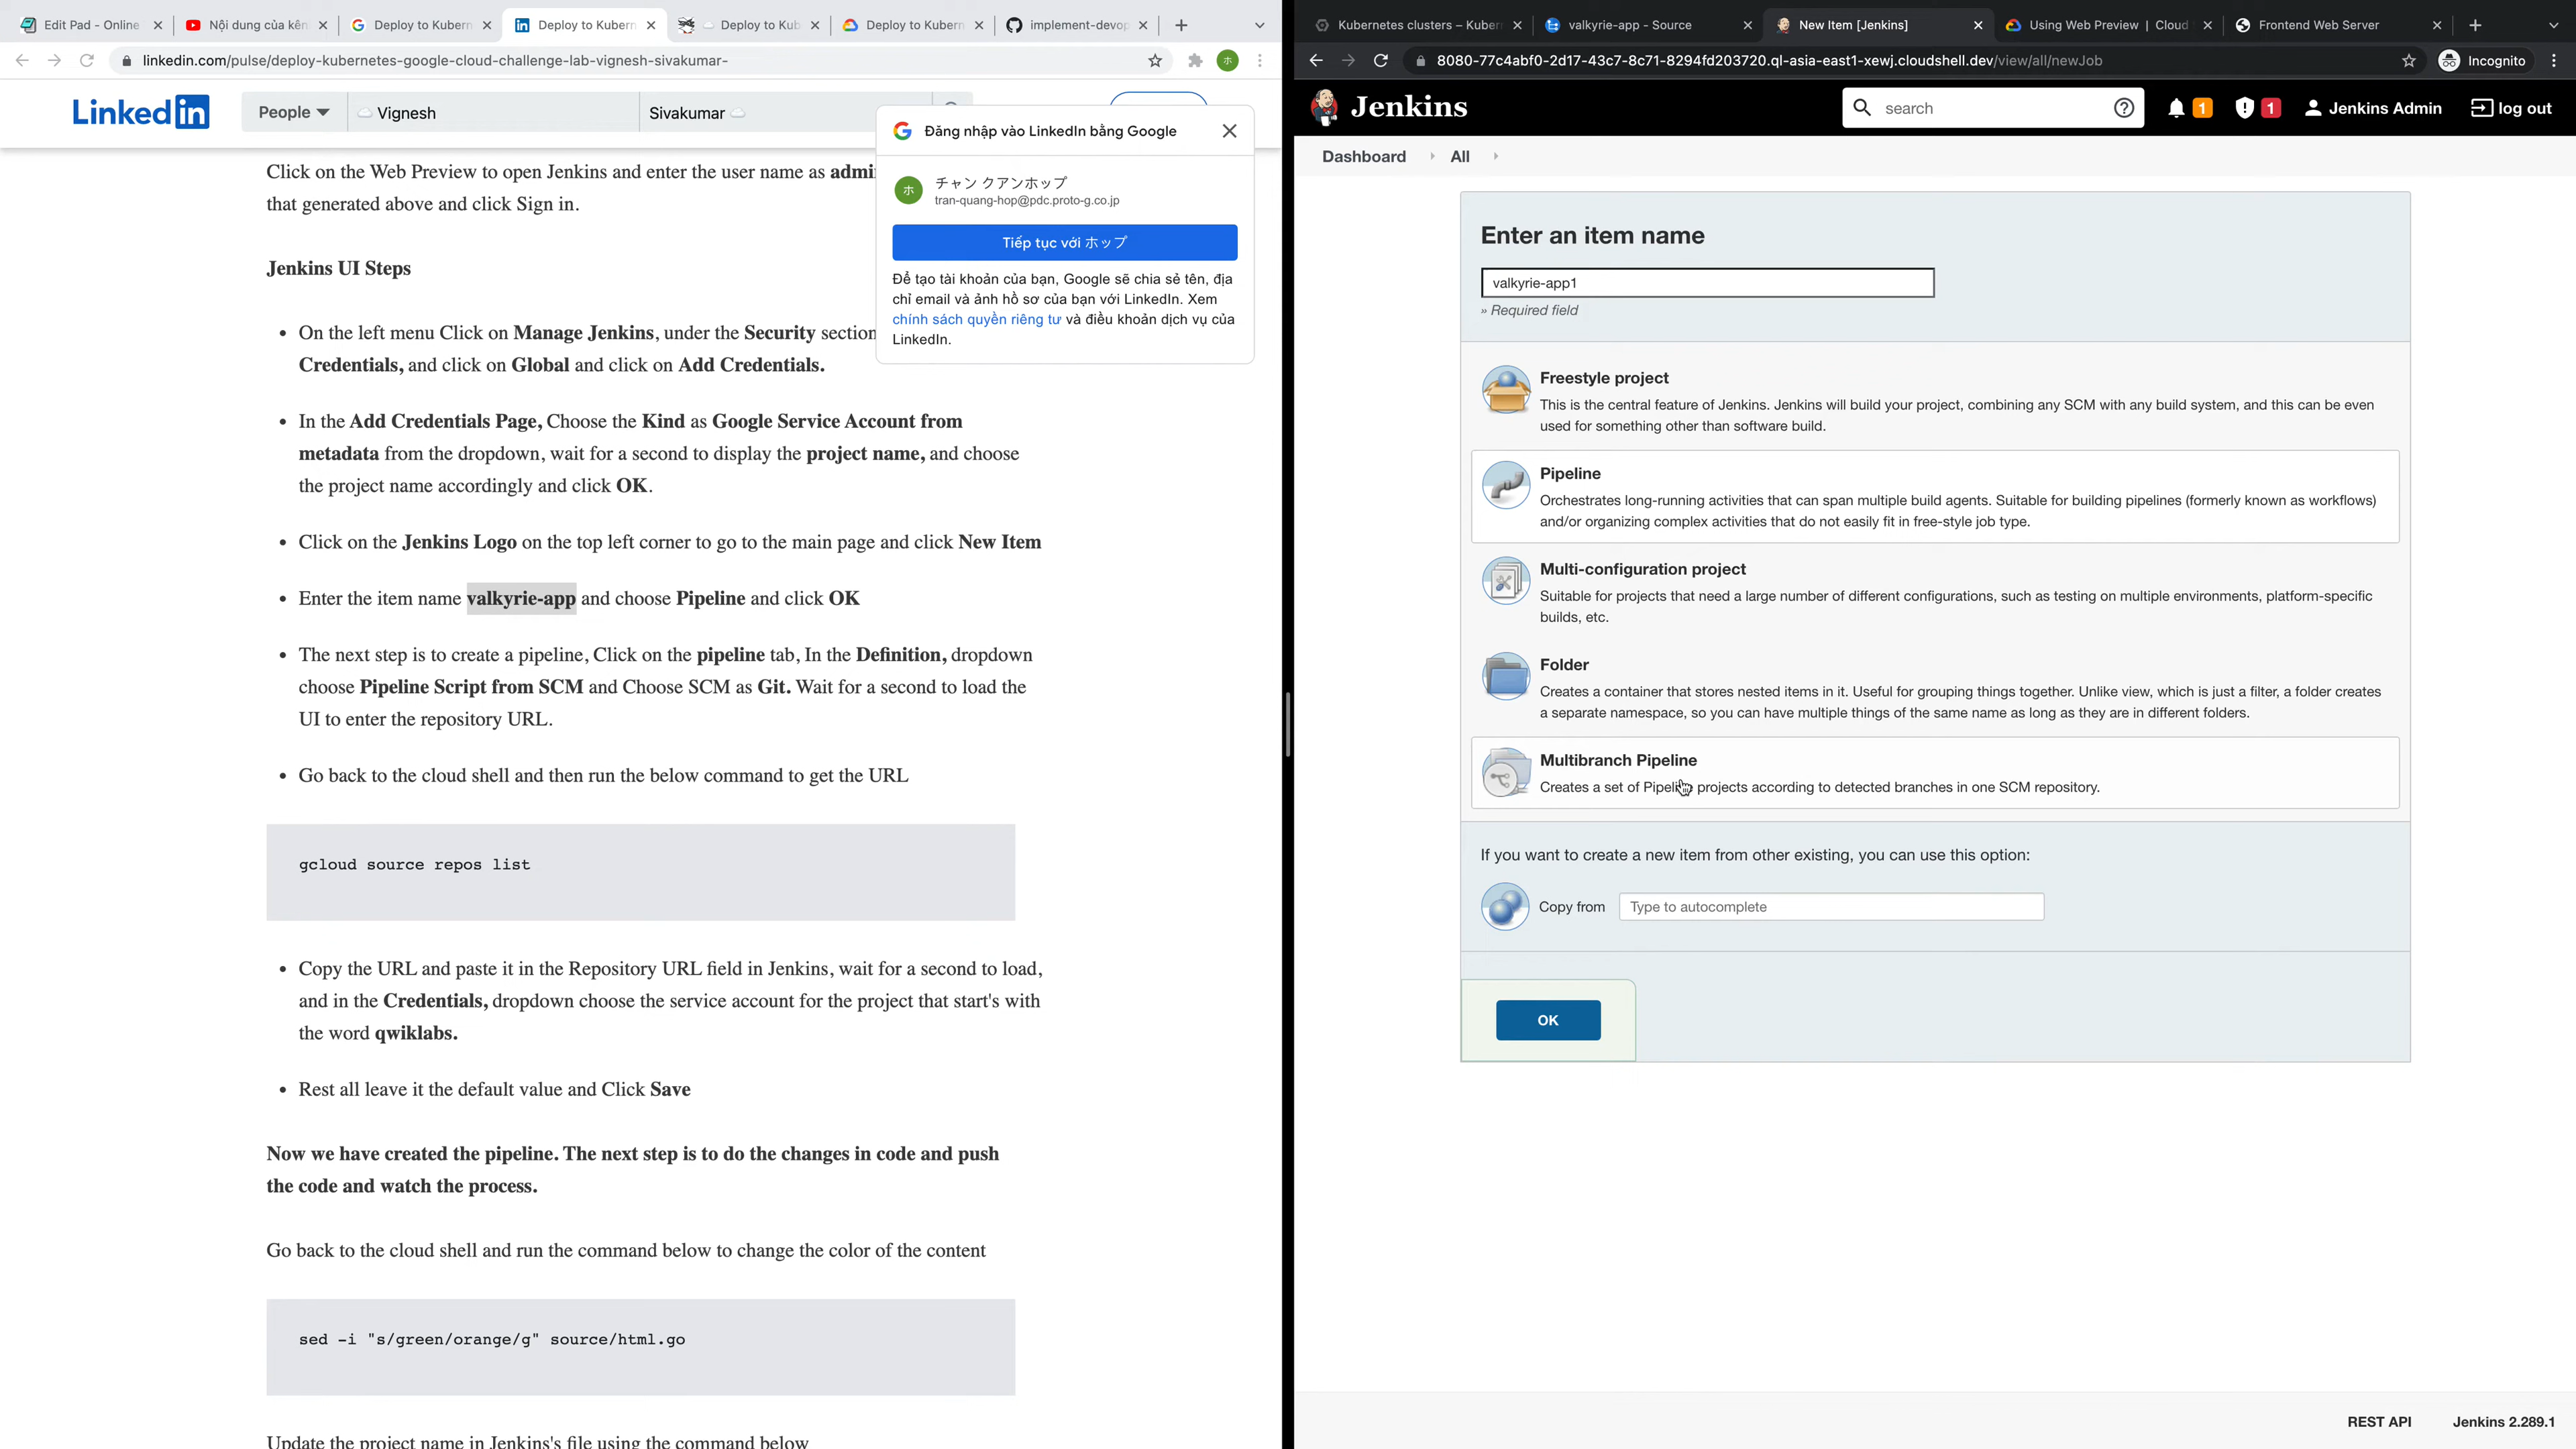 Edit Pad - Online
Nội dung của kên
Deploy to Kubern
Deploy to Kubern
Deploy to Kub
Deploy to Kubern
implement-devop
linkedin.com/pulse/deploy-kubernetes-google-cloud-challenge-lab-vignesh-sivakumar-
LinkedIn
People
Vignesh
Sivakumar
Đăng nhập vào LinkedIn bằng Google
チャン クアンホップ
tran-quang-hop@pdc.proto-g.co.jp
Tiếp tục với ホップ
Để tạo tài khoản của bạn, Google sẽ chia sẻ tên, địa
chỉ email và ảnh hồ sơ của bạn với LinkedIn. Xem
chính sách quyền riêng tư và điều khoản dịch vụ của
LinkedIn.
Click on the Web Preview to open Jenkins and enter the user name as admi
that generated above and click Sign in.
Jenkins UI Steps
• On the left menu Click on Manage Jenkins, under the Security section
Credentials, and click on Global and click on Add Credentials.
• In the Add Credentials Page, Choose the Kind as Google Service Account from
metadata from the dropdown, wait for a second to display the project name, and choose
the project name accordingly and click OK.
• Click on the Jenkins Logo on the top left corner to go to the main page and click New Item
• Enter the item name valkyrie-app and choose Pipeline and click OK
• The next step is to create a pipeline, Click on the pipeline tab, In the Definition, dropdown
choose Pipeline Script from SCM and Choose SCM as Git. Wait for a second to load the
UI to enter the repository URL.
• Go back to the cloud shell and then run the below command to get the URL
gcloud source repos list
• Copy the URL and paste it in the Repository URL field in Jenkins, wait for a second to load,
and in the Credentials, dropdown choose the service account for the project that start's with
the word qwiklabs.
• Rest all leave it the default value and Click Save
Now we have created the pipeline. The next step is to do the changes in code and push
the code and watch the process.
Go back to the cloud shell and run the command below to change the color of the content
sed -i "s/green/orange/g" source/html.go
Update the project name in Jenkins's file using the command below
Kubernetes clusters – Kuber
valkyrie-app - Source
New Item [Jenkins]
Using Web Preview | Cloud
Frontend Web Server
8080-77c4abf0-2d17-43c7-8c71-8294fd203720.ql-asia-east1-xewj.cloudshell.dev/view/all/newJob
Incognito
Jenkins
search
1
1
Jenkins Admin
log out
Dashboard
All
Enter an item name
valkyrie-app1
» Required field
Freestyle project
This is the central feature of Jenkins. Jenkins will build your project, combining any SCM with any build system, and this can be even
used for something other than software build.
Pipeline
Orchestrates long-running activities that can span multiple build agents. Suitable for building pipelines (formerly known as workflows)
and/or organizing complex activities that do not easily fit in free-style job type.
Multi-configuration project
Suitable for projects that need a large number of different configurations, such as testing on multiple environments, platform-specific
builds, etc.
Folder
Creates a container that stores nested items in it. Useful for grouping things together. Unlike view, which is just a filter, a folder creates
a separate namespace, so you can have multiple things of the same name as long as they are in different folders.
Multibranch Pipeline
Creates a set of Pipeline projects according to detected branches in one SCM repository.
If you want to create a new item from other existing, you can use this option:
Copy from
Type to autocomplete
OK
REST API
Jenkins 2.289.1